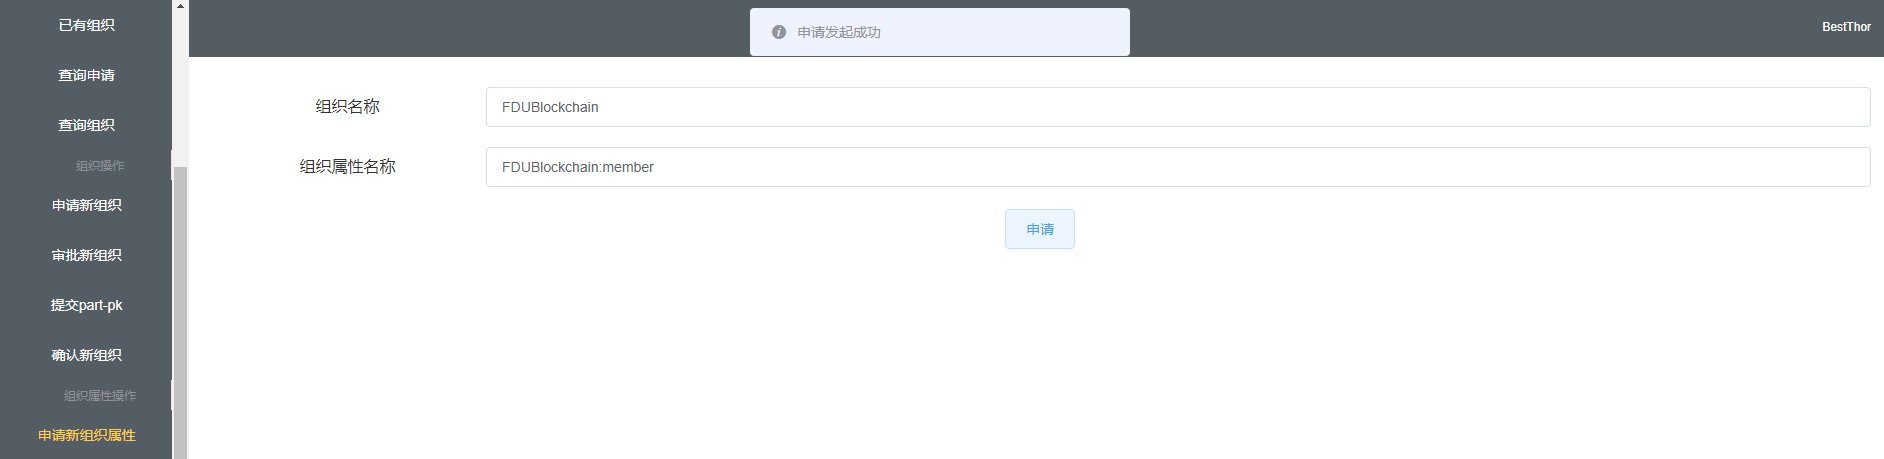 已有组织
查询申请
查询组织
组织操作
申请新组织
审批新组织
提交part-pk
确认新组织
组织属性操作
申请新组织属性
申请发起成功
BestThor
组织名称
FDUBlockchain
组织属性名称
FDUBlockchain:member
申请